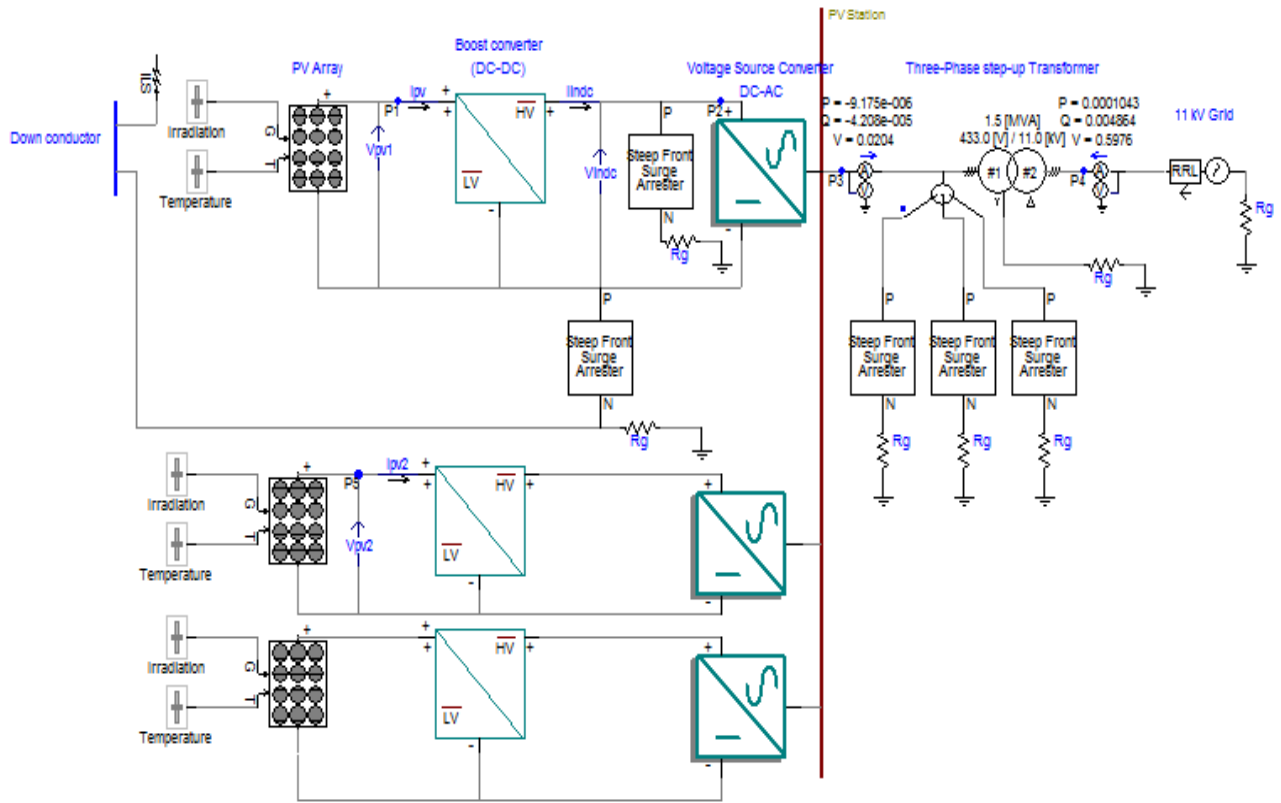 PV Station
Boost converter
(DC-DC)
PV Array
Voltage Source Converter
DC-AC
Three-Phase step-up Transformer
ILS
Down conductor
Irradiation
Temperature
G
T
+
P1
Ipv
+
+
HV
LV
+
-
Iindc
Vpv1
Vindc
P
Steep Front
Surge
Arrester
N
Rg
P2
+
-
P = -9.175e-006
Q = -4.208e-005
V = 0.0204
P3
A
V
1.5 [MVA]
433.0 [V] / 11.0 [kV]
#1
#2
Y
Δ
P = 0.0001043
Q = 0.004864
V = 0.5976
P4
A
V
11 kV Grid
RRL
Rg
Rg
P
Steep Front
Surge
Arrester
N
Rg
P
Steep Front
Surge
Arrester
N
Rg
P
Steep Front
Surge
Arrester
N
Rg
P
Steep Front
Surge
Arrester
N
Rg
Irradiation
Temperature
G
T
+
P5
Ipv2
Vpv2
+
+
HV
LV
+
-
+
-
Irradiation
Temperature
G
T
+
+
+
HV
LV
+
-
+
-